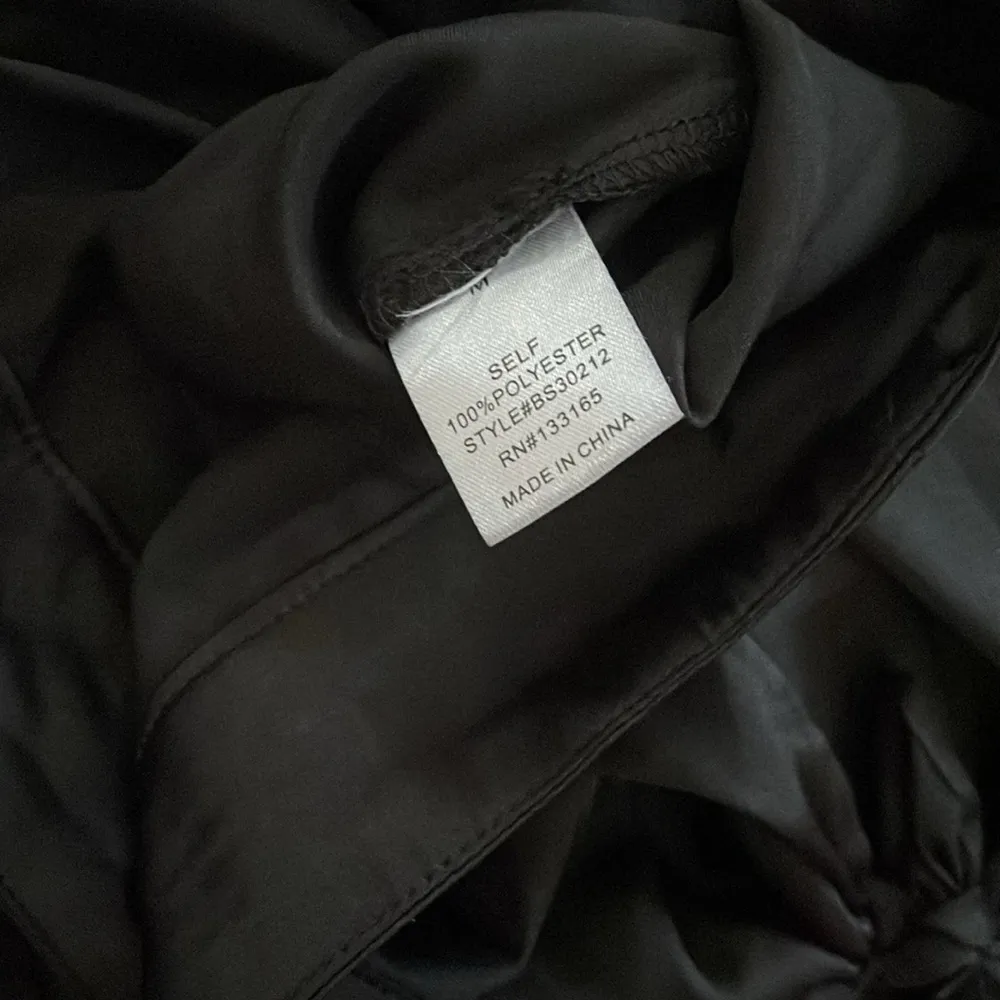 M
SELF
100%POLYESTER
STYLE#BS30212
RN#133165
MADE IN CHINA